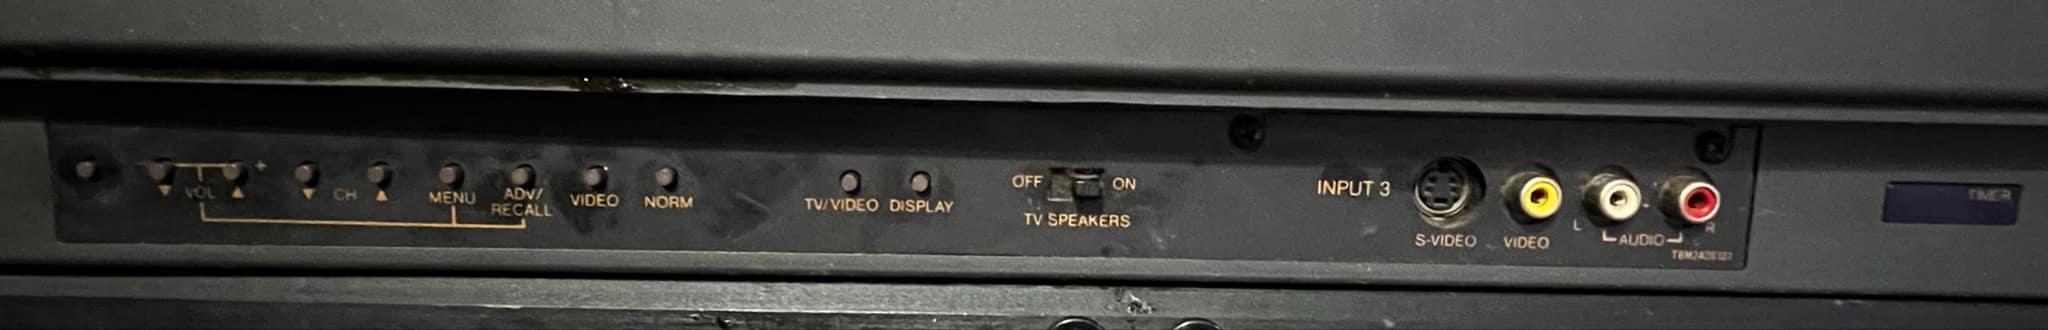 +
▼ VOL ▲
▼ CH ▲
MENU
ADV/
RECALL
VIDEO
NORM
TV/VIDEO
DISPLAY
OFF
ON
TV SPEAKERS
INPUT 3
S-VIDEO
VIDEO
L
AUDIO
R
TIMER